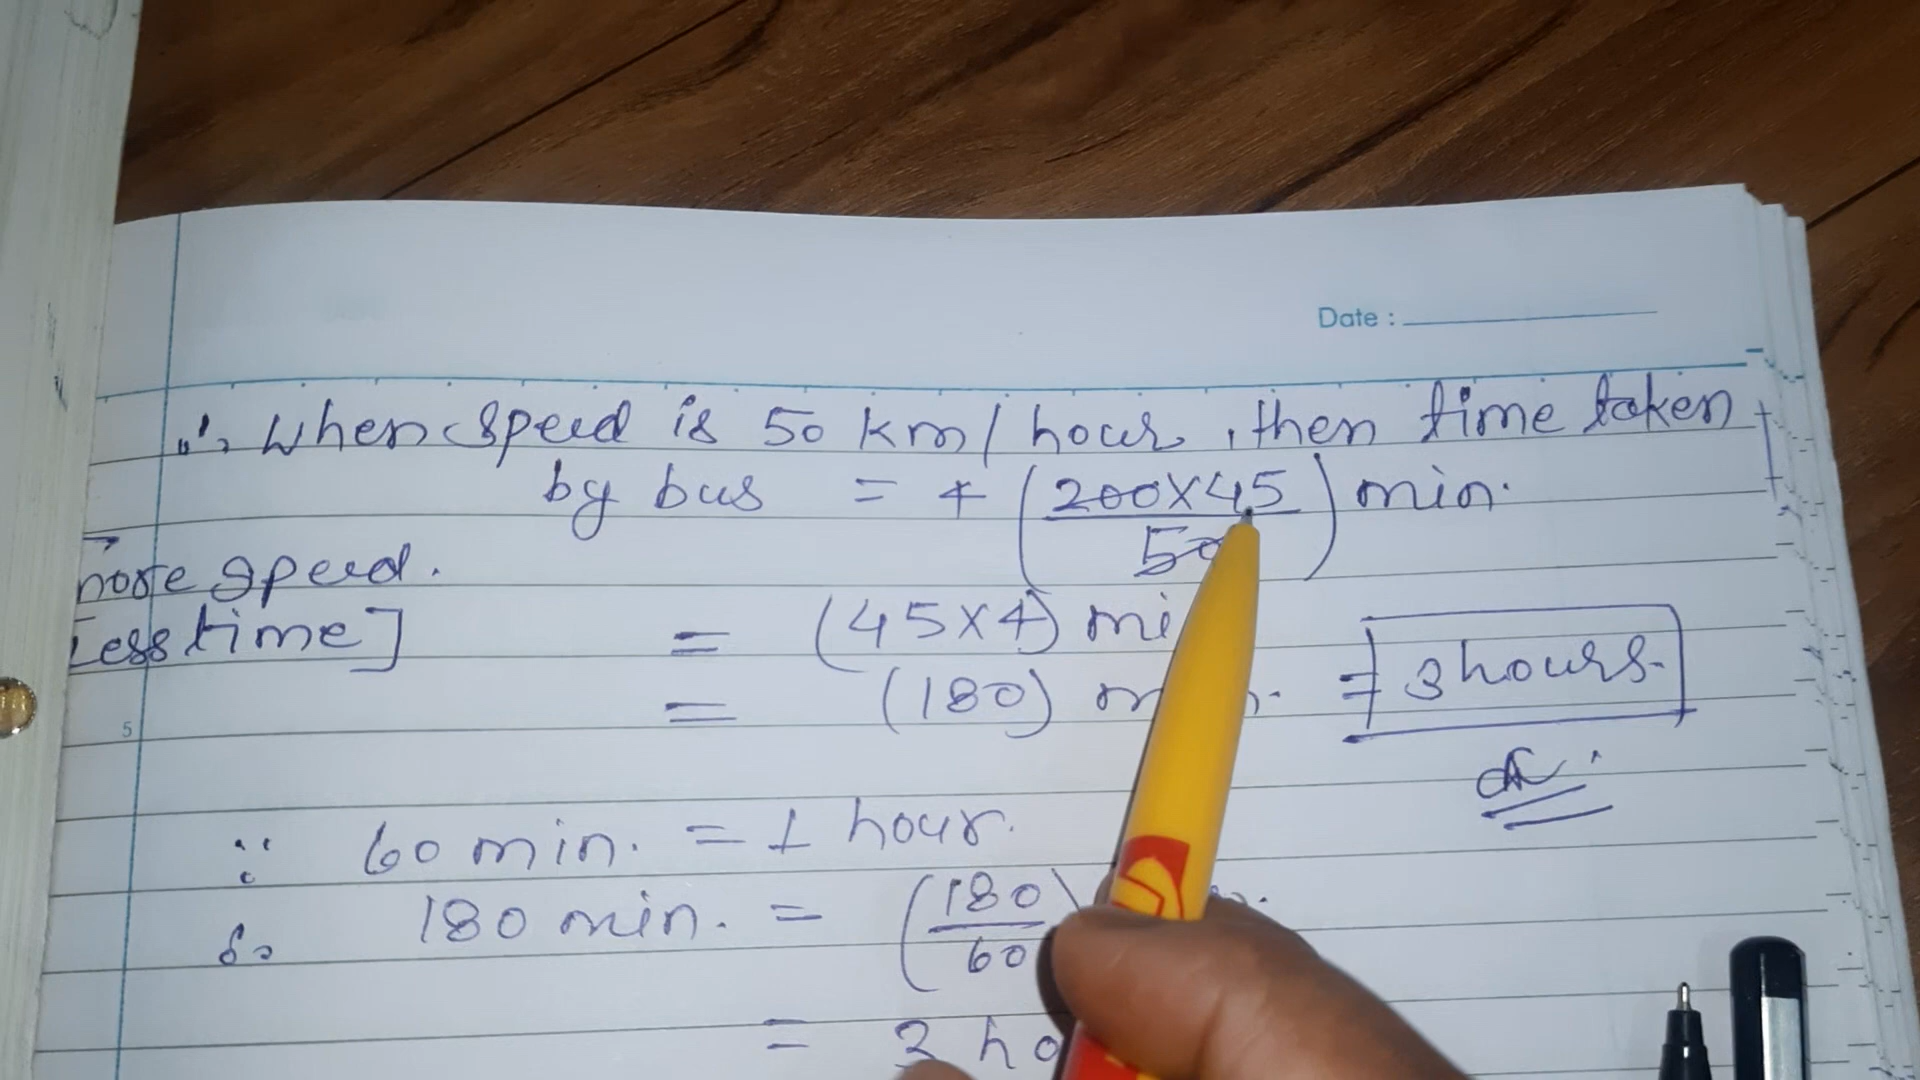 Date :
∴ When speed is 50 km/hour, then time taken
by bus = (200×45
50) min.
more speed.
Less time]
= (45×4) mi
= (180) m n. = 3 hours.
5
∵ 60 min. = 1 hour.
180 min. = (180
60
= 3 ho